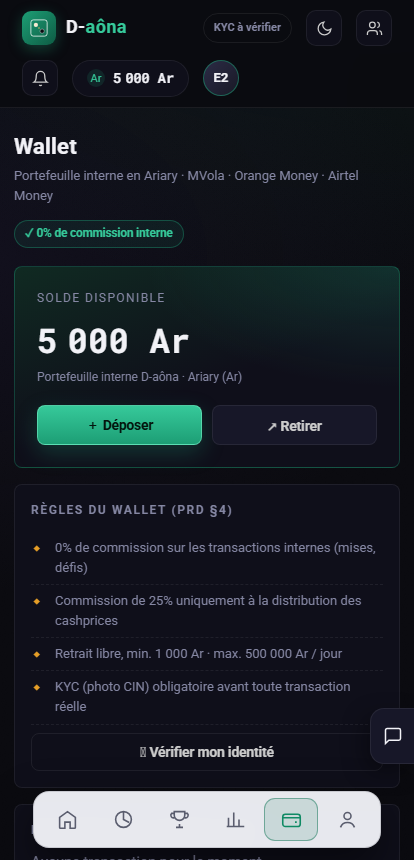 D-aôna
KYC à vérifier
Ar 5 000 Ar
E2
Wallet
Portefeuille interne en Ariary · MVola · Orange Money · Airtel
Money
✓ 0% de commission interne
SOLDE DISPONIBLE
5 000 Ar
Portefeuille interne D-aôna · Ariary (Ar)
+ Déposer
↗ Retirer
RÈGLES DU WALLET (PRD §4)
0% de commission sur les transactions internes (mises,
défis)
Commission de 25% uniquement à la distribution des
cashprices
Retrait libre, min. 1 000 Ar · max. 500 000 Ar / jour
KYC (photo CIN) obligatoire avant toute transaction
réelle
Vérifier mon identité